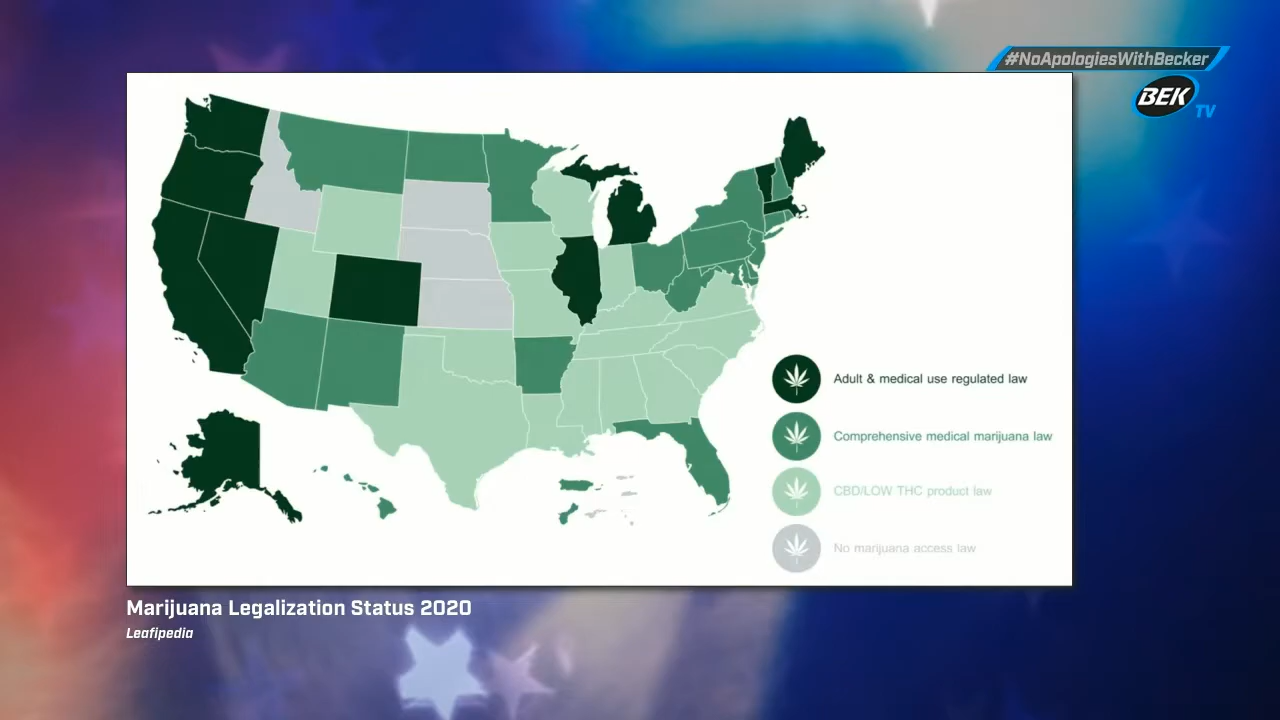 #NoApologiesWithBecker
BEK
TV
Adult & medical use regulated law
Comprehensive medical marijuana law
CBD/LOW THC product law
No marijuana access law
Marijuana Legalization Status 2020
Leafipedia